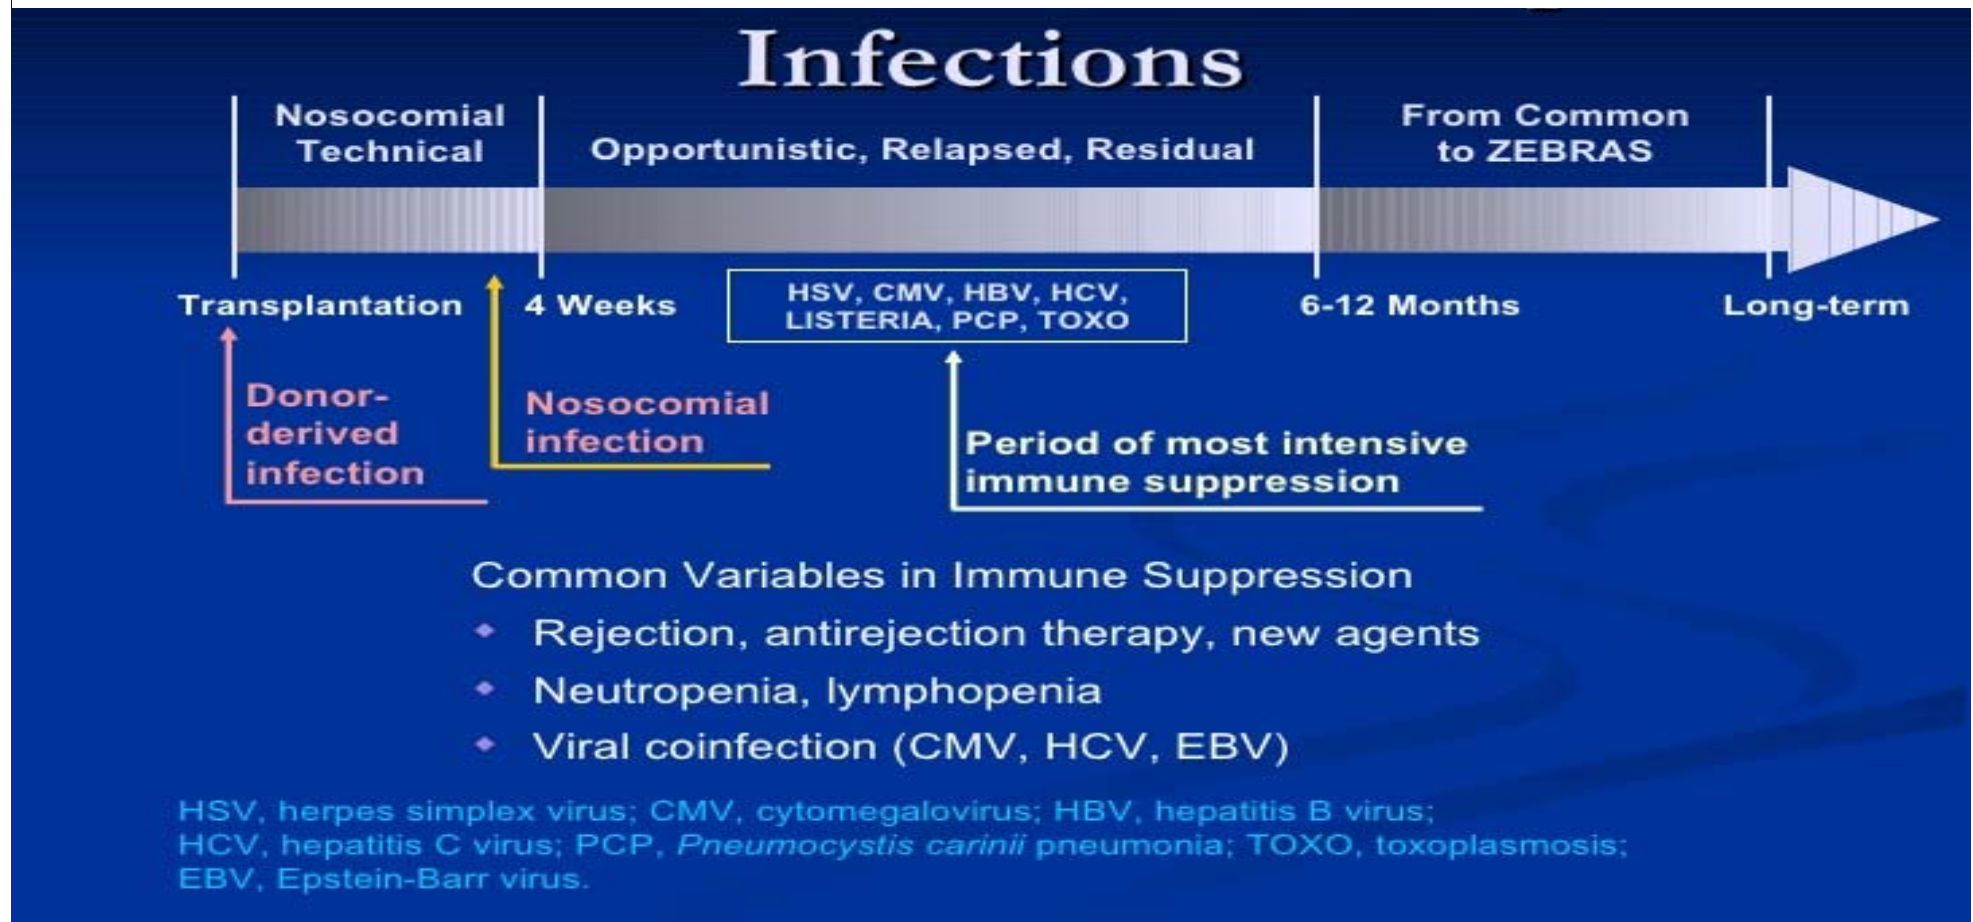 Infections
Nosocomial
Technical
Opportunistic, Relapsed, Residual
From Common
to ZEBRAS
Transplantation
4 Weeks
HSV, CMV, HBV, HCV,
LISTERIA, PCP, TOXO
6-12 Months
Long-term
Donor-
derived
infection
Nosocomial
infection
Period of most intensive
immune suppression
Common Variables in Immune Suppression
Rejection, antirejection therapy, new agents
Neutropenia, lymphopenia
Viral coinfection (CMV, HCV, EBV)
HSV, herpes simplex virus; CMV, cytomegalovirus; HBV, hepatitis B virus;
HCV, hepatitis C virus; PCP, Pneumocystis carinii pneumonia; TOXO, toxoplasmosis;
EBV, Epstein-Barr virus.